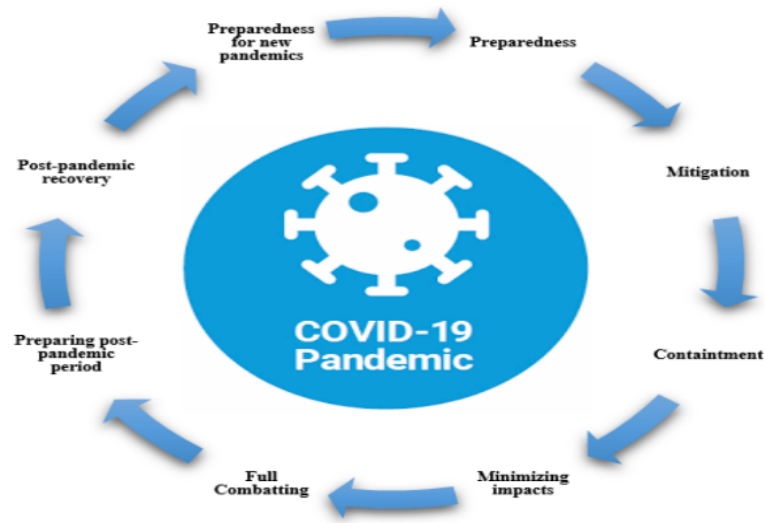 Preparedness
for new
pandemics
Preparedness
Mitigation
Containtment
Minimizing
impacts
Full
Combatting
Preparing post-
pandemic
period
Post-pandemic
recovery
COVID-19
Pandemic